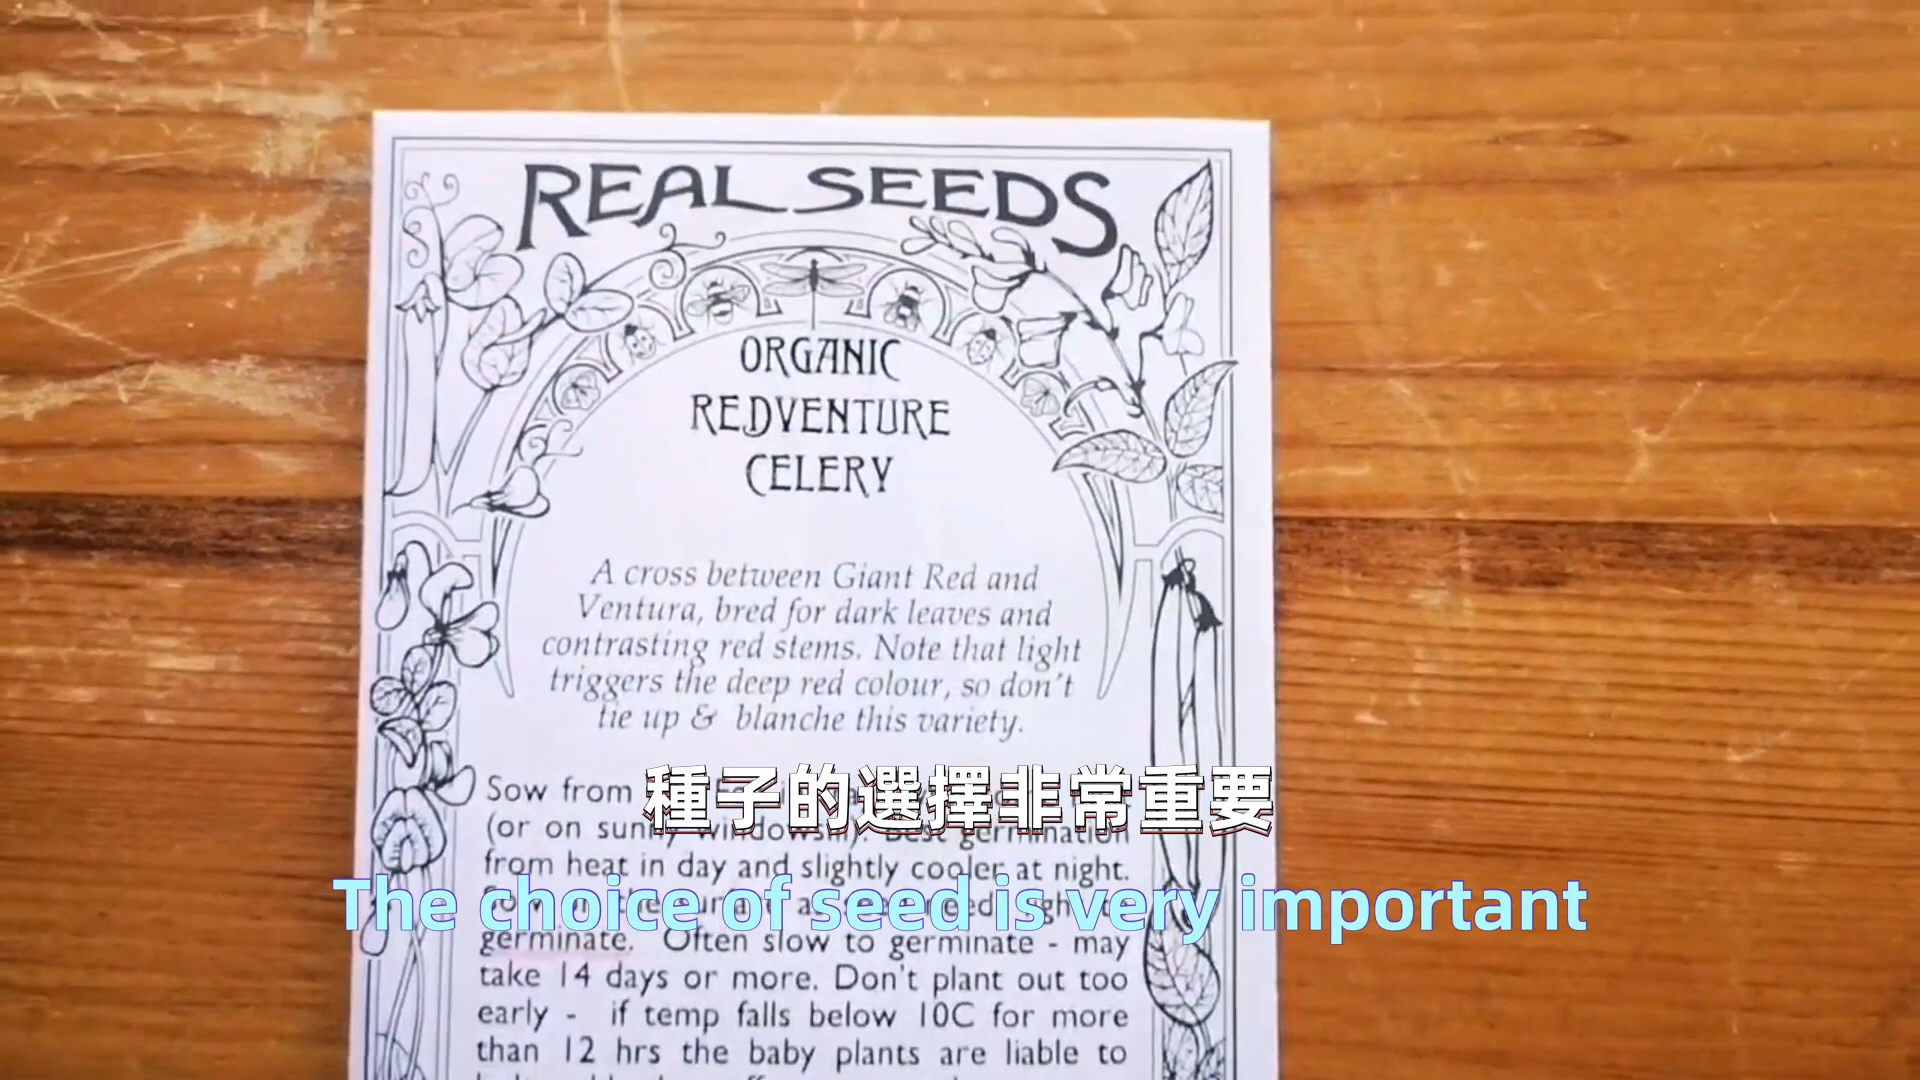 REAL SEEDS
ORGANIC
REDVENTURE
CELERY
A cross between Giant Red and
Ventura, bred for dark leaves and
contrasting red stems. Note that light
triggers the deep red colour, so don't
tie up & blanche this variety.
Sow from
種子的選擇非常重要
(or on sunny windowsill). Best germination
from heat in day and slightly cooler at night.
The choice of seed is very important
germinate. Often slow to germinate - may
take 14 days or more. Don't plant out too
early - if temp falls below 10C for more
than 12 hrs the baby plants are liable to